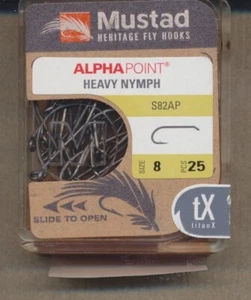 Mustad
HERITAGE FLY HOOKS
ALPHAPOINT®
HEAVY NYMPH
S82AP
SIZE 8 PCS 25
SLIDE TO OPEN
tX
titanX